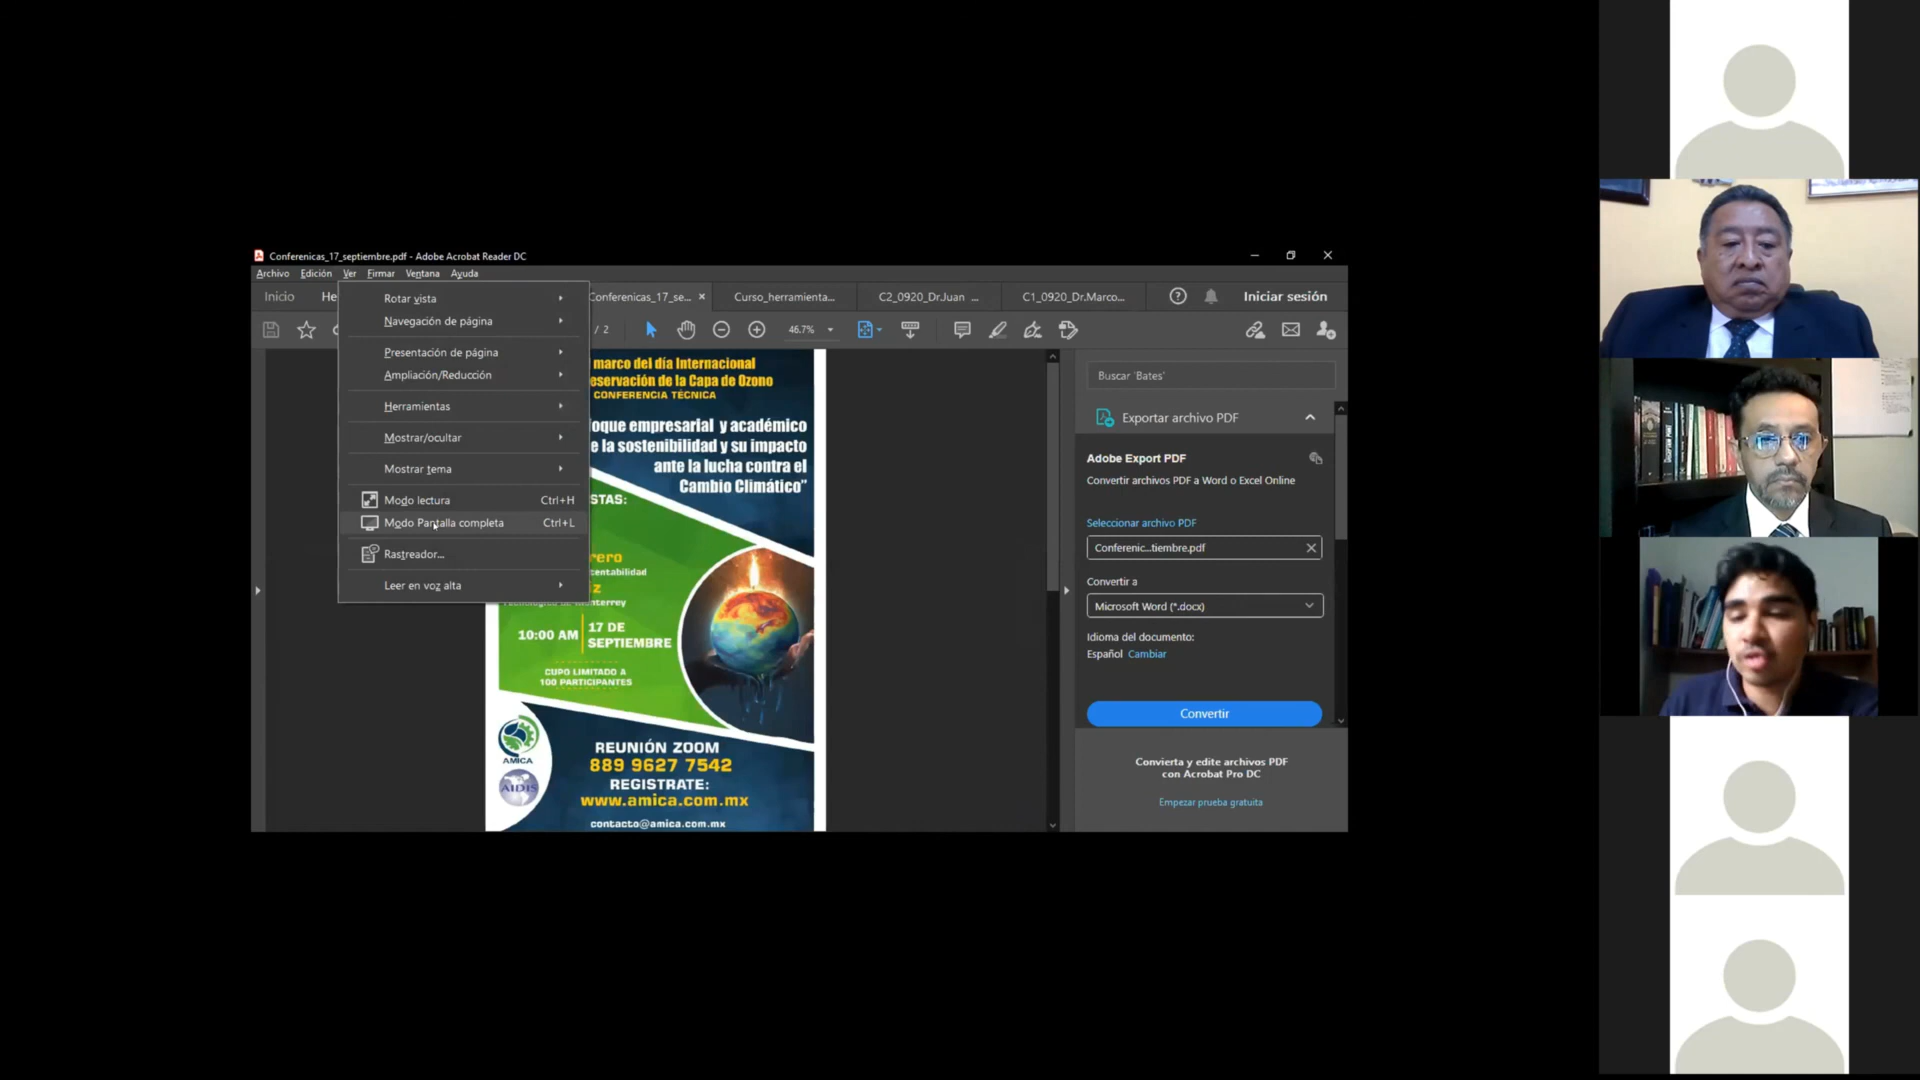 Conferenicas_17_septiembre.pdf - Adobe Acrobat Reader DC
Archivo Edición Ver Firmar Ventana Ayuda
Inicio He
Conferenicas_17_se...
Curso_herramienta...
C2_0920_Dr.Juan ...
C1_0920_Dr.Marco...
Iniciar sesión
/ 2
46.7%
Rotar vista
Navegación de página
Presentación de página
Ampliación/Reducción
Herramientas
Mostrar/ocultar
Mostrar tema
Modo lectura Ctrl+H
Modo Pantalla completa Ctrl+L
Rastreador...
Leer en voz alta
marco del día Internacional
eservación de la Capa de Ozono
CONFERENCIA TÉCNICA
oque empresarial y académico
e la sostenibilidad y su impacto
ante la lucha contra el
Cambio Climático”
STAS:
rero
tentabilidad
z
10:00 AM
17 DE
SEPTIEMBRE
CUPO LIMITADO A
100 PARTICIPANTES
AMICA
AIDIS
REUNIÓN ZOOM
889 9627 7542
REGISTRATE:
www.amica.com.mx
contacto@amica.com.mx
Buscar 'Bates'
Exportar archivo PDF
Adobe Export PDF
Convertir archivos PDF a Word o Excel Online
Seleccionar archivo PDF
Conferenic...tiembre.pdf
Convertir a
Microsoft Word (*.docx)
Idioma del documento:
Español Cambiar
Convertir
Convierta y edite archivos PDF
con Acrobat Pro DC
Empezar prueba gratuita